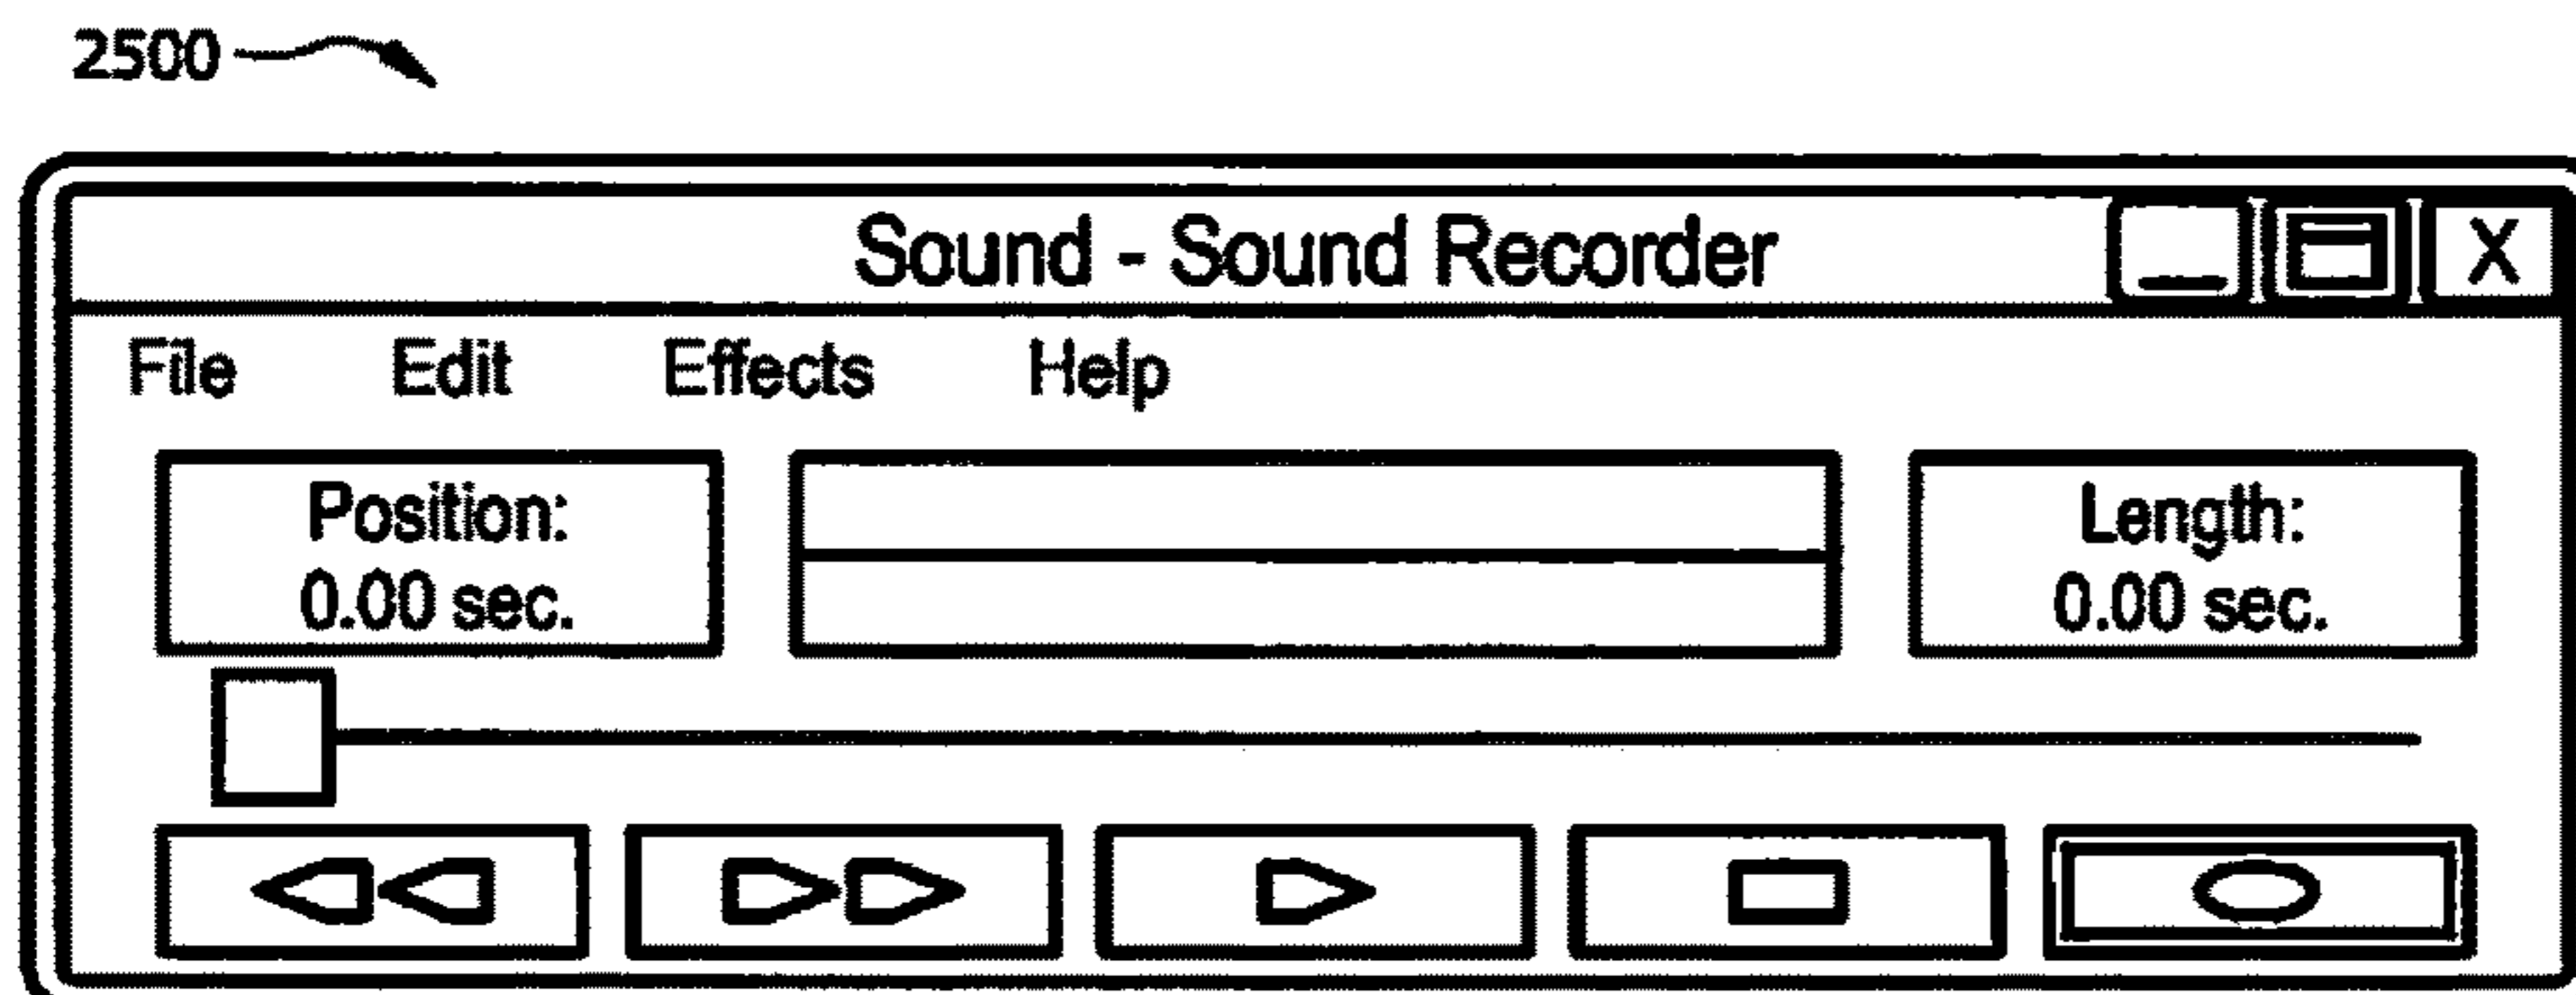 2500
Sound - Sound Recorder
X
File Edit Effects Help
Position:
0.00 sec.
Length:
0.00 sec.